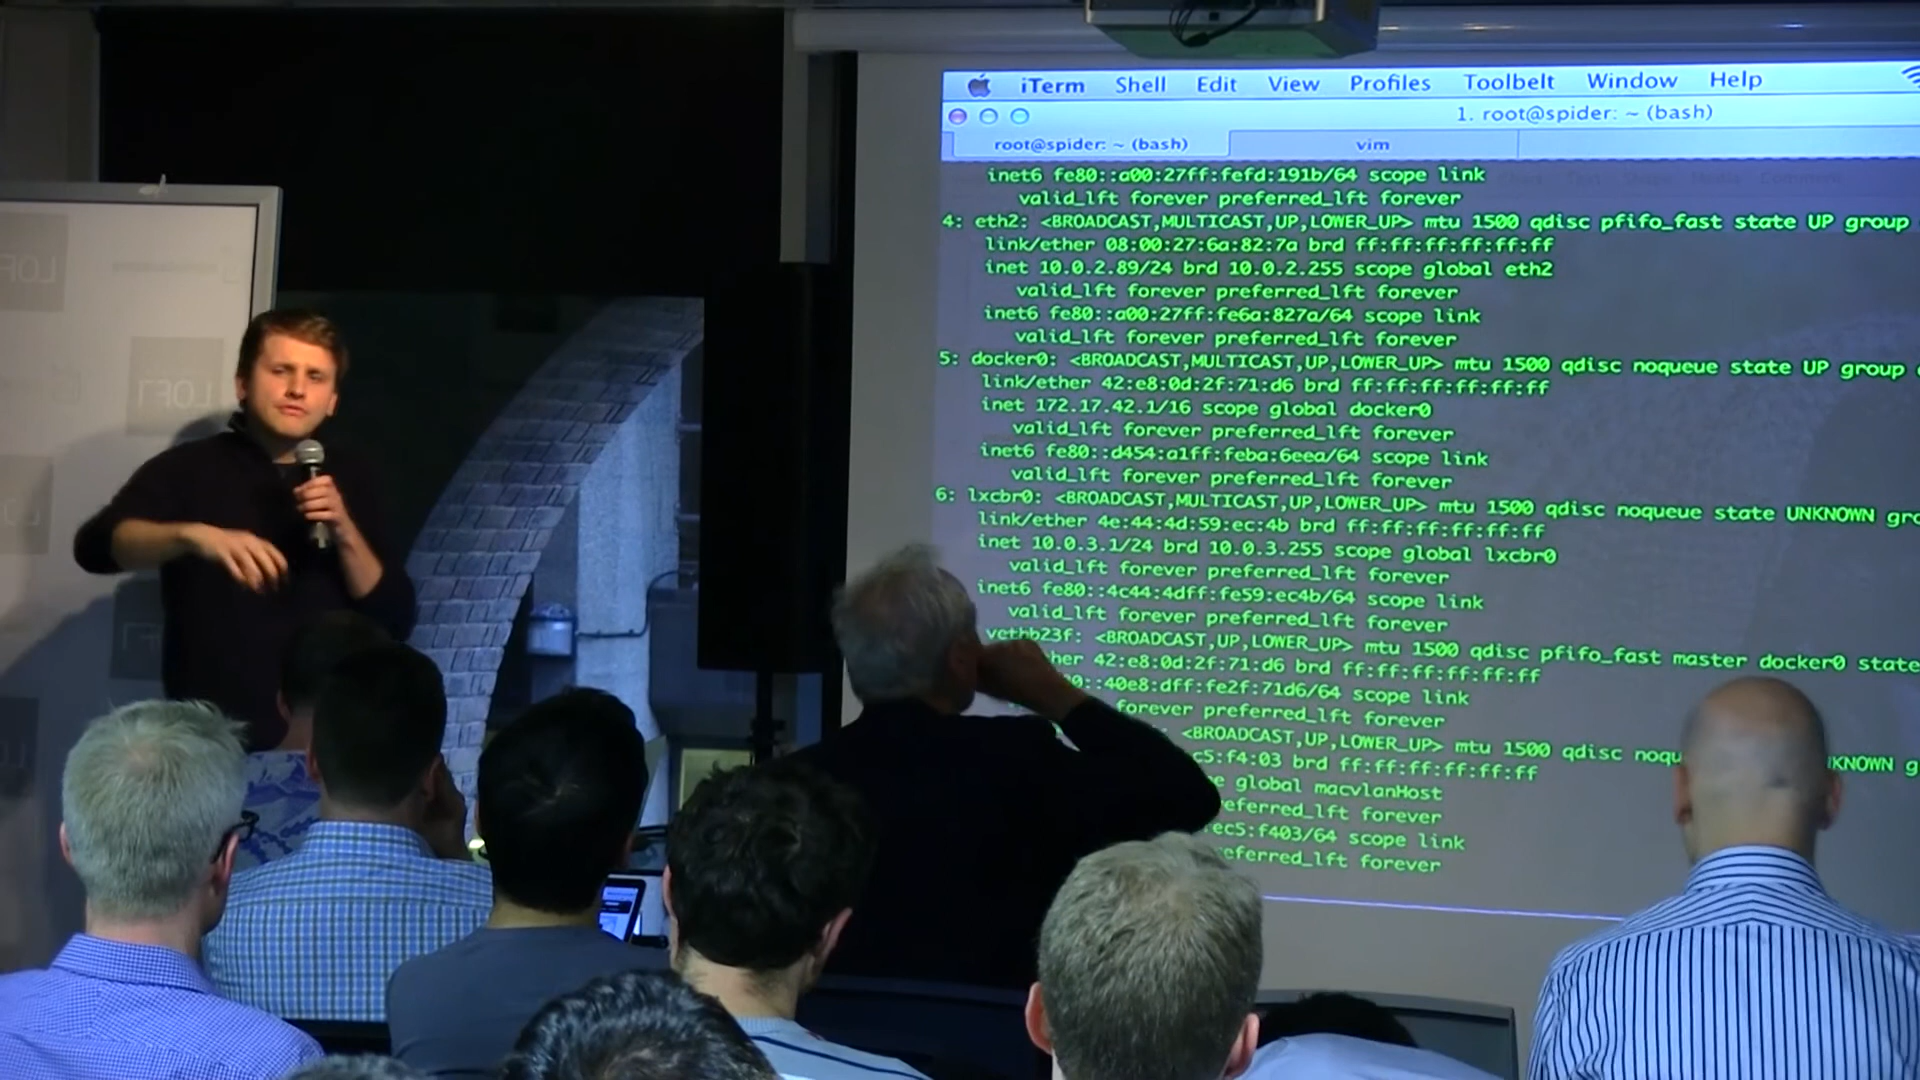 iTerm Shell Edit View Profiles Toolbelt Window Help
1. root@spider: ~ (bash)
root@spider: ~ (bash) vim
inet6 fe80::a00:27ff:fefd:191b/64 scope link
valid_lft forever preferred_lft forever
4: eth2: <BROADCAST,MULTICAST,UP,LOWER_UP> mtu 1500 qdisc pfifo_fast state UP group
link/ether 08:00:27:6a:82:7a brd ff:ff:ff:ff:ff:ff
inet 10.0.2.89/24 brd 10.0.2.255 scope global eth2
valid_lft forever preferred_lft forever
inet6 fe80::a00:27ff:fe6a:827a/64 scope link
valid_lft forever preferred_lft forever
5: docker0: <BROADCAST,MULTICAST,UP,LOWER_UP> mtu 1500 qdisc noqueue state UP group
link/ether 42:e8:0d:2f:71:d6 brd ff:ff:ff:ff:ff:ff
inet 172.17.42.1/16 scope global docker0
valid_lft forever preferred_lft forever
inet6 fe80::d454:a1ff:feba:6eea/64 scope link
valid_lft forever preferred_lft forever
6: lxcbr0: <BROADCAST,MULTICAST,UP,LOWER_UP> mtu 1500 qdisc noqueue state UNKNOWN gro
link/ether 4e:44:4d:59:ec:4b brd ff:ff:ff:ff:ff:ff
inet 10.0.3.1/24 brd 10.0.3.255 scope global lxcbr0
valid_lft forever preferred_lft forever
inet6 fe80::4c44:4dff:fe59:ec4b/64 scope link
valid_lft forever preferred_lft forever
vethb23f: <BROADCAST,UP,LOWER_UP> mtu 1500 qdisc pfifo_fast master docker0 state
her 42:e8:0d:2f:71:d6 brd ff:ff:ff:ff:ff:ff
::40e8:dff:fe2f:71d6/64 scope link
forever preferred_lft forever
<BROADCAST,UP,LOWER_UP> mtu 1500 qdisc noqu KNOWN g
c5:f4:03 brd ff:ff:ff:ff:ff:ff
global macvlanHost
eferred_lft forever
ec5:f403/64 scope link
eferred_lft forever